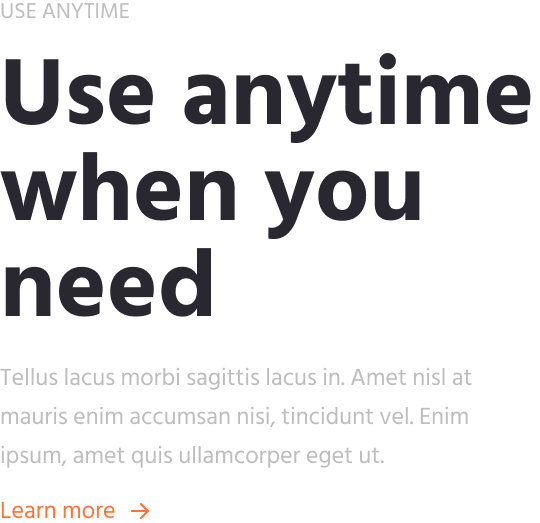 USE ANYTIME
Use anytime
when you
need
Tellus lacus morbi sagittis lacus in. Amet nisl at
mauris enim accumsan nisi, tincidunt vel. Enim
ipsum, amet quis ullamcorper eget ut.
Learn more →